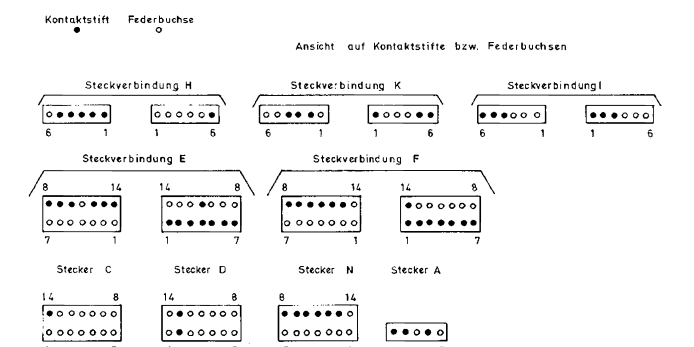 Kontaktstift Federbuchse
Ansicht auf Kontaktstifte bzw. Federbuchsen
Steckverbindung H Steckverbindung K Steckverbindung I
6 1 1 6 6 1 1 6 6 1 1 6
Steckverbindung E Steckverbindung F
8 14 14 8 8 14 14 8
7 1 1 7 7 1 1 7
Stecker C Stecker D Stecker N Stecker A
14 8 14 8 8 14